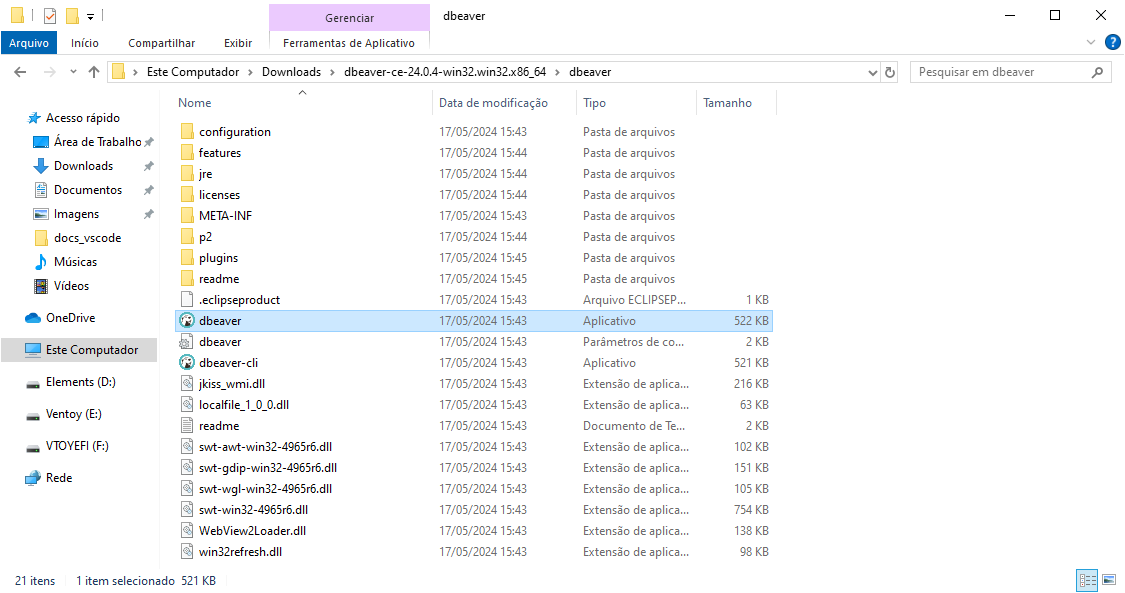 Gerenciar
dbeaver
Arquivo Início Compartilhar Exibir Ferramentas de Aplicativo
Este Computador Downloads dbeaver-ce-24.0.4-win32.win32.x86_64 dbeaver
Pesquisar em dbeaver
Acesso rápido
Área de Trabalho
Downloads
Documentos
Imagens
docs_vscode
Músicas
Vídeos
OneDrive
Este Computador
Elements (D:)
Ventoy (E:)
VTOYEFI (F:)
Rede
Nome Data de modificação Tipo Tamanho
configuration 17/05/2024 15:43 Pasta de arquivos
features 17/05/2024 15:44 Pasta de arquivos
jre 17/05/2024 15:44 Pasta de arquivos
licenses 17/05/2024 15:44 Pasta de arquivos
META-INF 17/05/2024 15:43 Pasta de arquivos
p2 17/05/2024 15:44 Pasta de arquivos
plugins 17/05/2024 15:45 Pasta de arquivos
readme 17/05/2024 15:45 Pasta de arquivos
.eclipseproduct 17/05/2024 15:43 Arquivo ECLIPSEP... 1 KB
dbeaver 17/05/2024 15:43 Aplicativo 522 KB
dbeaver 17/05/2024 15:43 Parâmetros de co... 2 KB
dbeaver-cli 17/05/2024 15:43 Aplicativo 521 KB
jkiss_wmi.dll 17/05/2024 15:43 Extensão de aplica... 216 KB
localfile_1_0_0.dll 17/05/2024 15:43 Extensão de aplica... 63 KB
readme 17/05/2024 15:43 Documento de Te... 2 KB
swt-awt-win32-4965r6.dll 17/05/2024 15:43 Extensão de aplica... 102 KB
swt-gdip-win32-4965r6.dll 17/05/2024 15:43 Extensão de aplica... 151 KB
swt-wgl-win32-4965r6.dll 17/05/2024 15:43 Extensão de aplica... 105 KB
swt-win32-4965r6.dll 17/05/2024 15:43 Extensão de aplica... 754 KB
WebView2Loader.dll 17/05/2024 15:43 Extensão de aplica... 138 KB
win32refresh.dll 17/05/2024 15:43 Extensão de aplica... 98 KB
21 itens 1 item selecionado 521 KB